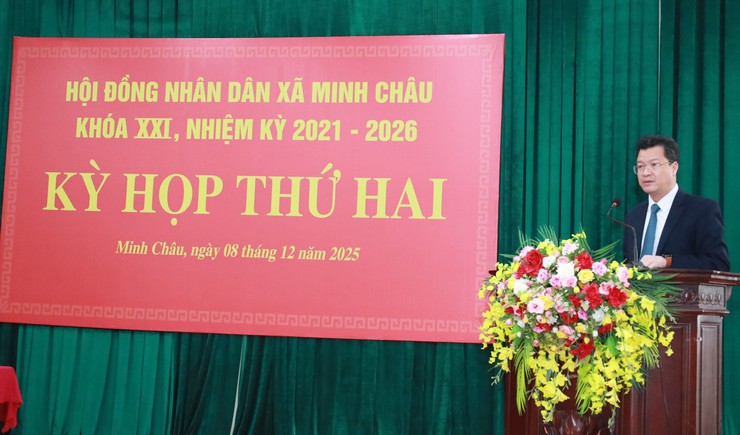 HỘI ĐỒNG NHÂN DÂN XÃ MINH CHÂU
KHÓA XXI, NHIỆM KỲ 2021 - 2026
KỲ HỌP THỨ HAI
Minh Châu, ngày 08 tháng 12 năm 2025